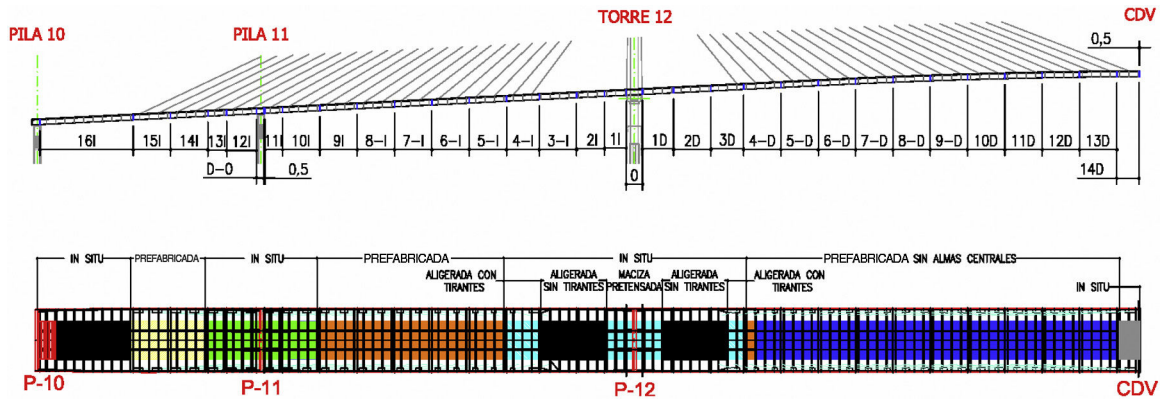 TORRE 12
CDV
PILA 10
PILA 11
0,5
16I
15I
14I
13I
12I
11I
10I
9I
8-I
7-I
6-I
5-I
4-I
3-I
2I
1I
1D
2D
3D
4-D
5-D
6-D
7-D
8-D
9-D
10D
11D
12D
13D
D-0
0,5
0
14D
IN SITU
PREFABRICADA
IN SITU
PREFABRICADA
IN SITU
PREFABRICADA SIN ALMAS CENTRALES
ALIGERADA CON
TIRANTES
ALIGERADA
SIN TIRANTES
MACIZA
PRETENSADA
ALIGERADA
SIN TIRANTES
ALIGERADA CON
TIRANTES
IN SITU
P-10
P-11
P-12
CDV